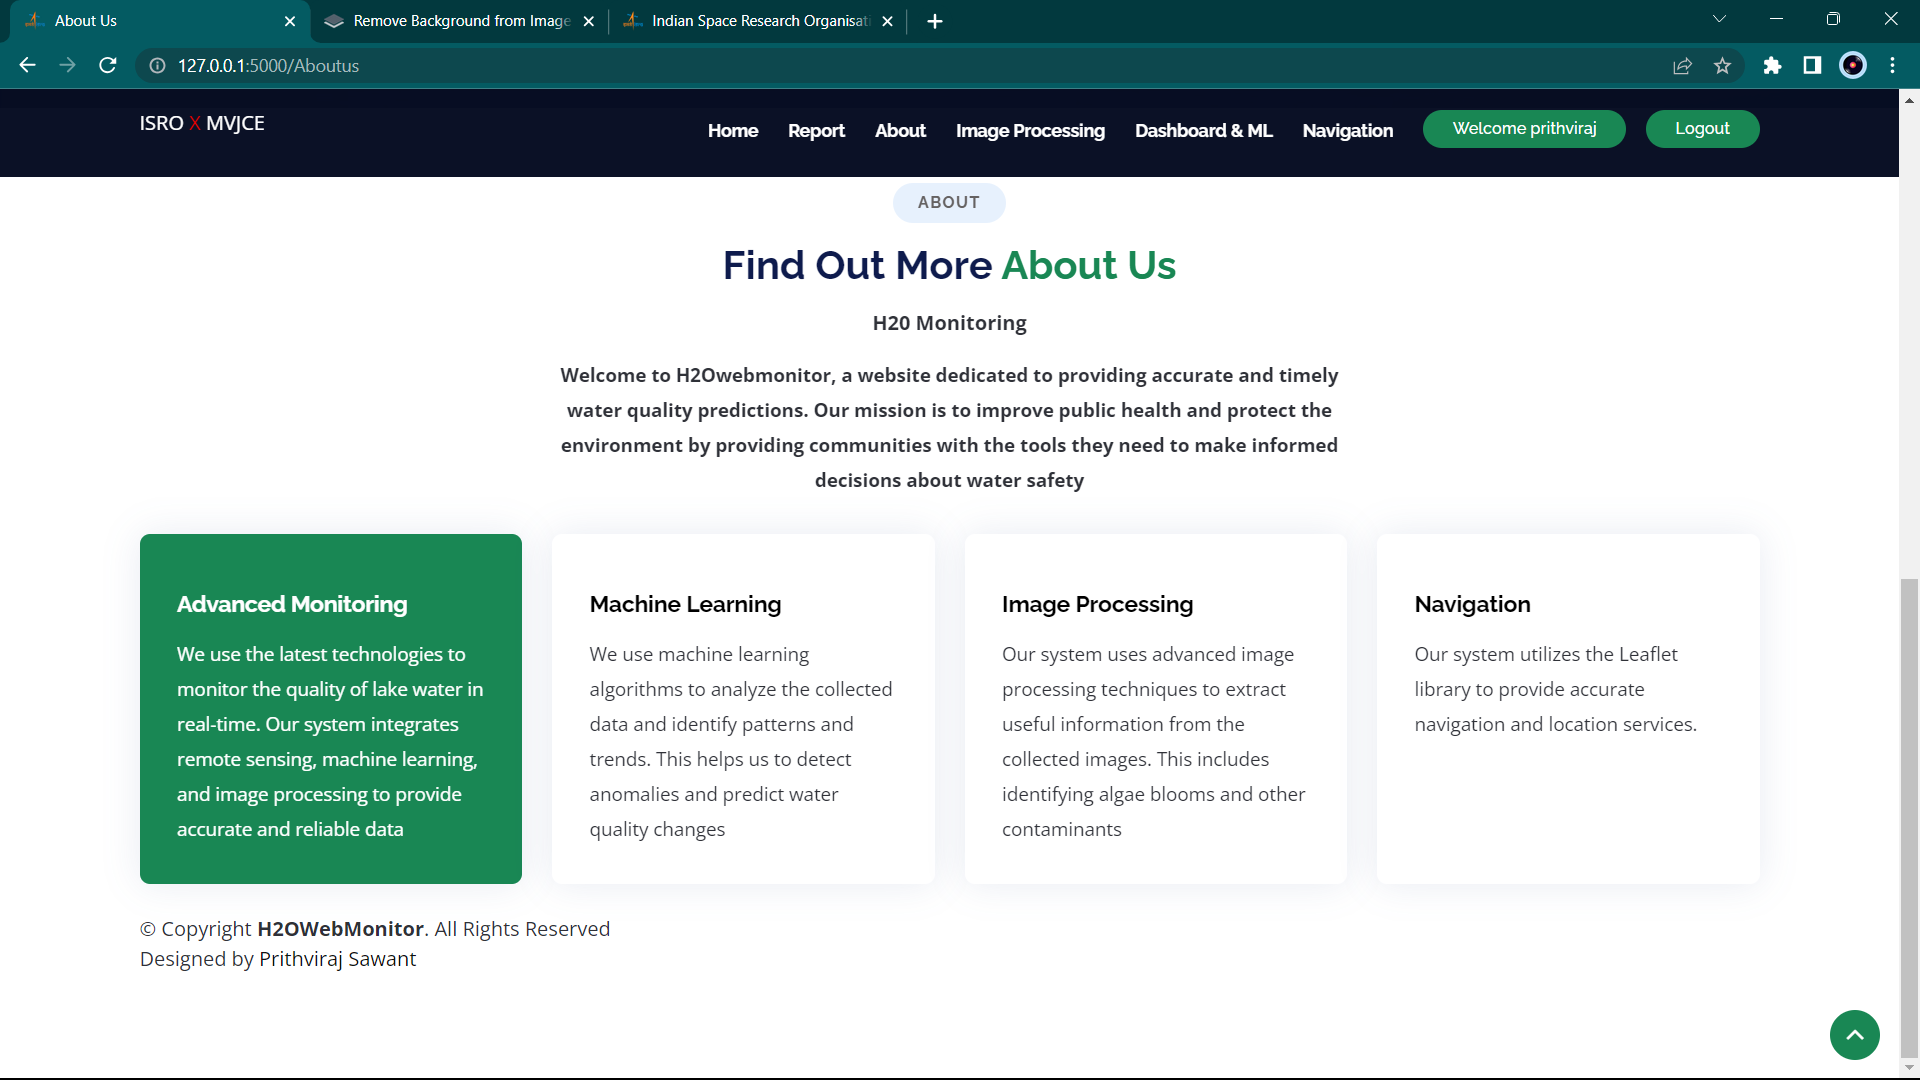 About Us
Remove Background from Image
Indian Space Research Organisati
127.0.0.1:5000/Aboutus
ISRO X MVJCE
Home Report About Image Processing Dashboard & ML Navigation Welcome prithviraj Logout
ABOUT
Find Out More About Us
H20 Monitoring
Welcome to H2Owebmonitor, a website dedicated to providing accurate and timely
water quality predictions. Our mission is to improve public health and protect the
environment by providing communities with the tools they need to make informed
decisions about water safety
Advanced Monitoring
We use the latest technologies to
monitor the quality of lake water in
real-time. Our system integrates
remote sensing, machine learning,
and image processing to provide
accurate and reliable data
Machine Learning
We use machine learning
algorithms to analyze the collected
data and identify patterns and
trends. This helps us to detect
anomalies and predict water
quality changes
Image Processing
Our system uses advanced image
processing techniques to extract
useful information from the
collected images. This includes
identifying algae blooms and other
contaminants
Navigation
Our system utilizes the Leaflet
library to provide accurate
navigation and location services.
© Copyright H2OWebMonitor. All Rights Reserved
Designed by Prithviraj Sawant